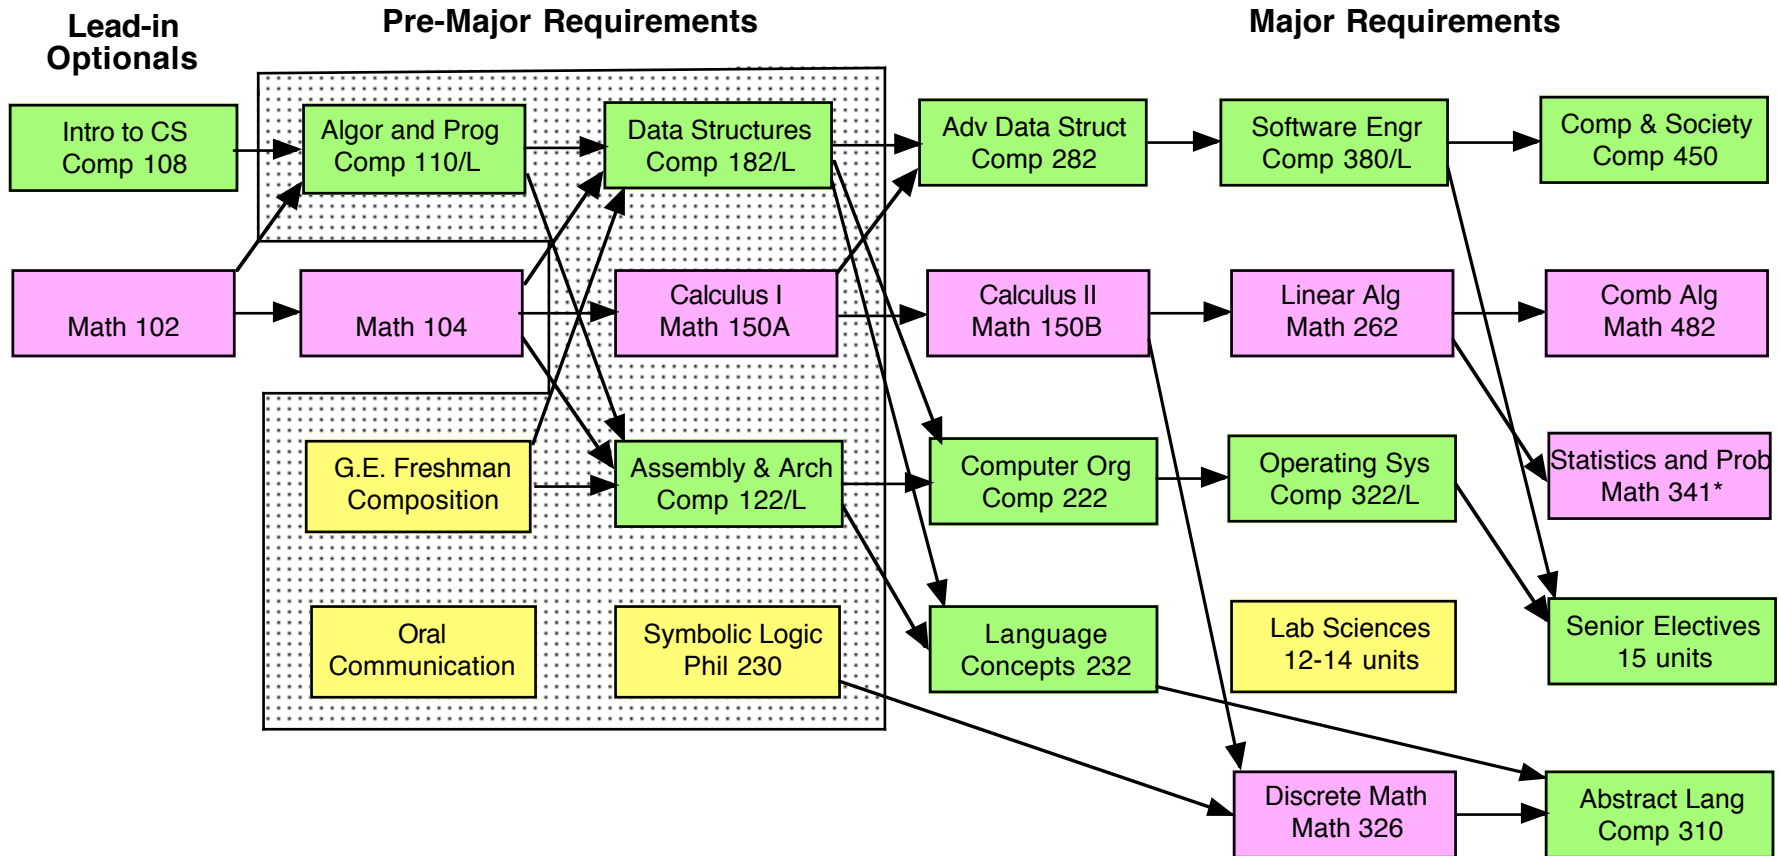 Lead-in
Optionals
Pre-Major Requirements
Major Requirements
Intro to CS
Comp 108
Algor and Prog
Comp 110/L
Data Structures
Comp 182/L
Adv Data Struct
Comp 282
Software Engr
Comp 380/L
Comp & Society
Comp 450
Math 102
Math 104
Calculus I
Math 150A
Calculus II
Math 150B
Linear Alg
Math 262
Comb Alg
Math 482
G.E. Freshman
Composition
Assembly & Arch
Comp 122/L
Computer Org
Comp 222
Operating Sys
Comp 322/L
Statistics and Prob
Math 341*
Oral
Communication
Symbolic Logic
Phil 230
Language
Concepts 232
Lab Sciences
12-14 units
Senior Electives
15 units
Discrete Math
Math 326
Abstract Lang
Comp 310